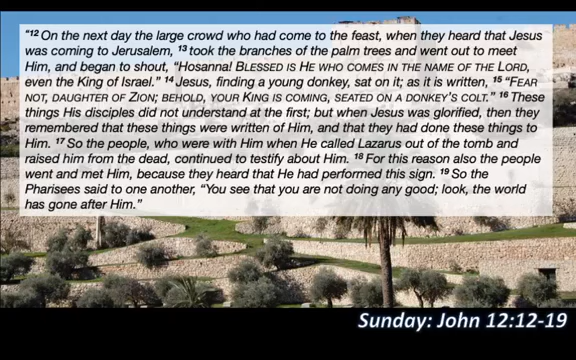 "12 On the next day the large crowd who had come to the feast, when they heard that Jesus
was coming to Jerusalem, 13 took the branches of the palm trees and went out to meet
Him, and began to shout, "Hosanna! BLESSED IS HE WHO COMES IN THE NAME OF THE LORD,
even the King of Israel." 14 Jesus, finding a young donkey, sat on it; as it is written, 15 "FEAR
NOT, DAUGHTER OF ZION; BEHOLD, YOUR KING IS COMING, SEATED ON A DONKEY'S COLT." 16 These
things His disciples did not understand at the first; but when Jesus was glorified, then they
remembered that these things were written of Him, and that they had done these things to
Him. 17 So the people, who were with Him when He called Lazarus out of the tomb and
raised him from the dead, continued to testify about Him. 18 For this reason also the people
went and met Him, because they heard that He had performed this sign. 19 So the
Pharisees said to one another, "You see that you are not doing any good; look, the world
has gone after Him."
Sunday: John 12:12-19